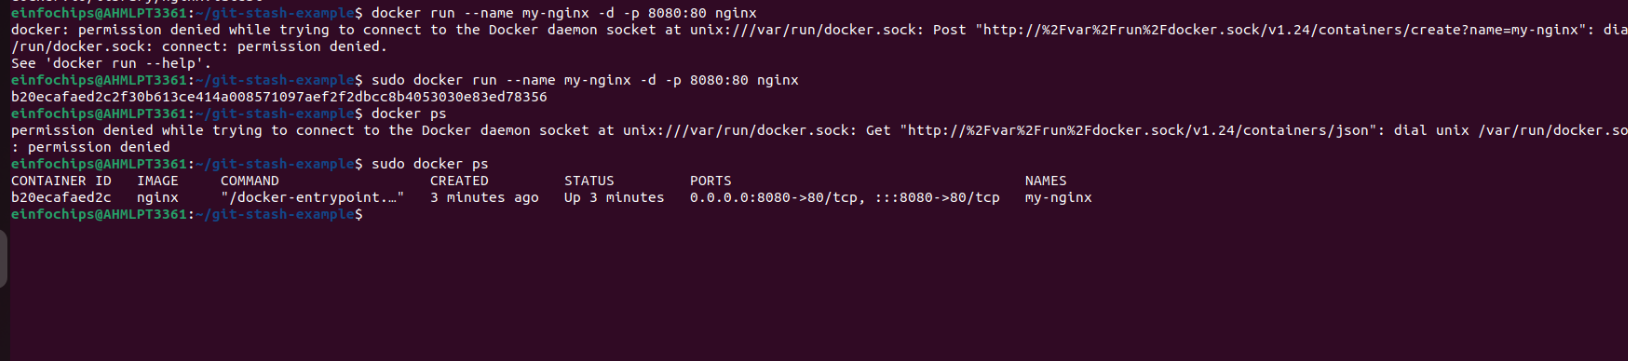 einfochips@AHMLPT3361:~/git-stash-example$ docker run --name my-nginx -d -p 8080:80 nginx
docker: permission denied while trying to connect to the Docker daemon socket at unix:///var/run/docker.sock: Post "http://%2Fvar%2Frun%2Fdocker.sock/v1.24/containers/create?name=my-nginx": dia
/run/docker.sock: connect: permission denied.
See 'docker run --help'.
einfochips@AHMLPT3361:~/git-stash-example$ sudo docker run --name my-nginx -d -p 8080:80 nginx
b20ecafaed2c2f30b613ce414a008571097aef2f2dbcc8b4053030e83ed78356
einfochips@AHMLPT3361:~/git-stash-example$ docker ps
permission denied while trying to connect to the Docker daemon socket at unix:///var/run/docker.sock: Get "http://%2Fvar%2Frun%2Fdocker.sock/v1.24/containers/json": dial unix /var/run/docker.so
: permission denied
einfochips@AHMLPT3361:~/git-stash-example$ sudo docker ps
CONTAINER ID   IMAGE     COMMAND                  CREATED         STATUS         PORTS                                   NAMES
b20ecafaed2c   nginx     "/docker-entrypoint.…"   3 minutes ago   Up 3 minutes   0.0.0.0:8080->80/tcp, :::8080->80/tcp   my-nginx
einfochips@AHMLPT3361:~/git-stash-example$